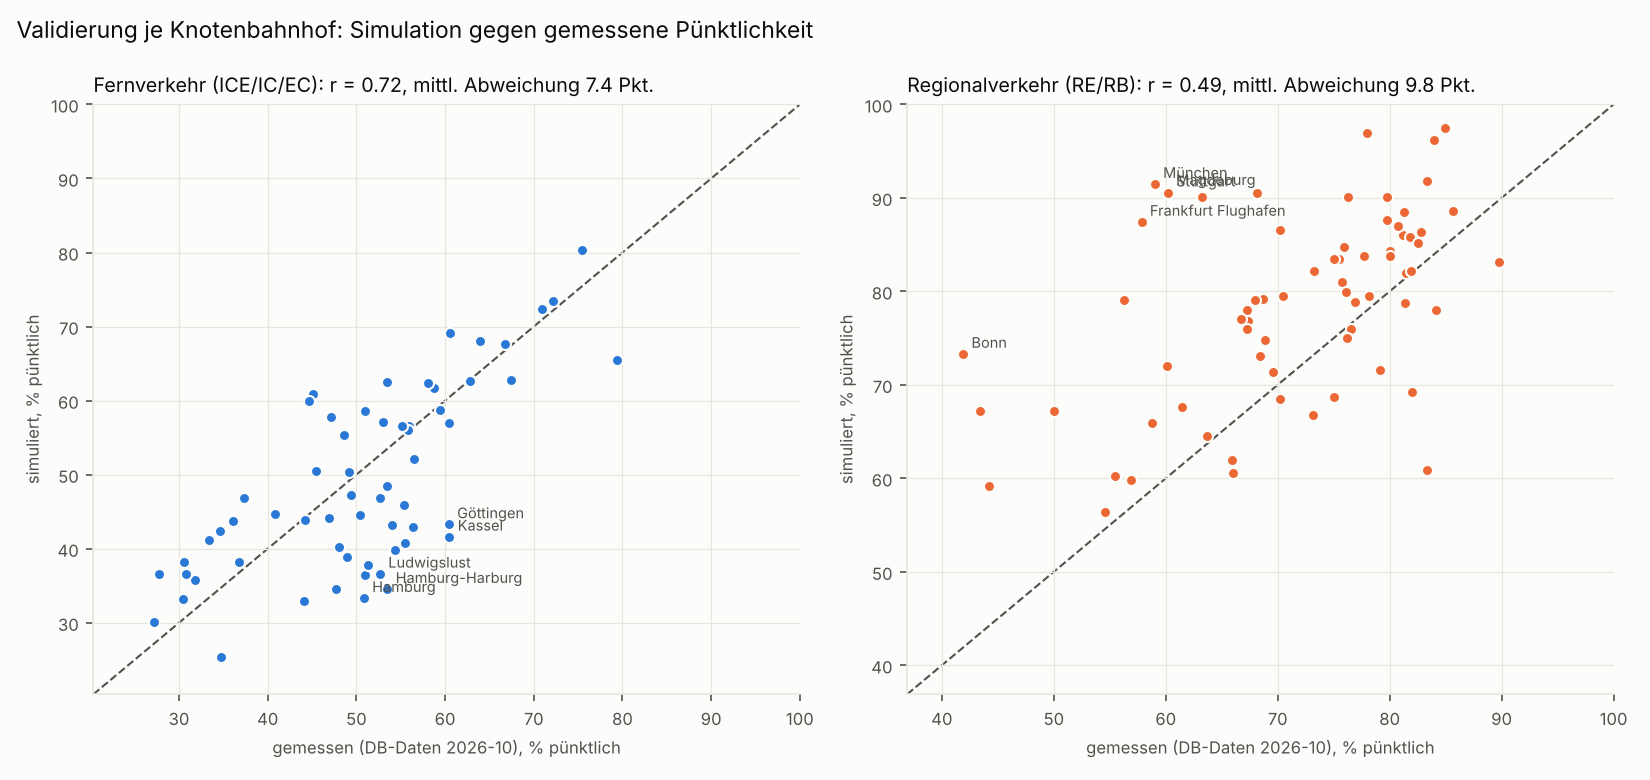 Validierung je Knotenbahnhof: Simulation gegen gemessene Pünktlichkeit
Fernverkehr (ICE/IC/EC): r = 0.72, mittl. Abweichung 7.4 Pkt.
100
90
80
70
60
50
40
30
simuliert, % pünktlich
Göttingen
Kassel
Ludwigslust
Hamburg-Harburg
Hamburg
30 40 50 60 70 80 90 100
gemessen (DB-Daten 2026-10), % pünktlich
Regionalverkehr (RE/RB): r = 0.49, mittl. Abweichung 9.8 Pkt.
100
90
80
70
60
50
40
simuliert, % pünktlich
München
Frankfurt Flughafen
Bonn
40 50 60 70 80 90 100
gemessen (DB-Daten 2026-10), % pünktlich